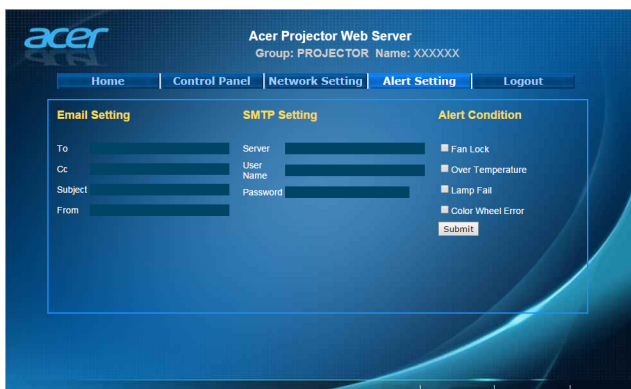 acer
Acer Projector Web Server
Group: PROJECTOR Name: XXXXXX
Home Control Panel Network Setting Alert Setting Logout
Email Setting
To
Cc
Subject
From
SMTP Setting
Server
User
Name
Password
Alert Condition
Fan Lock
Over Temperature
Lamp Fail
Color Wheel Error
Submit